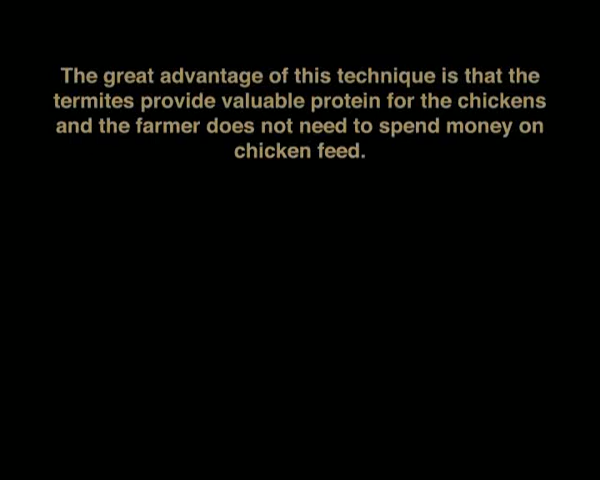 The great advantage of this technique is that the
termites provide valuable protein for the chickens
and the farmer does not need to spend money on
chicken feed.